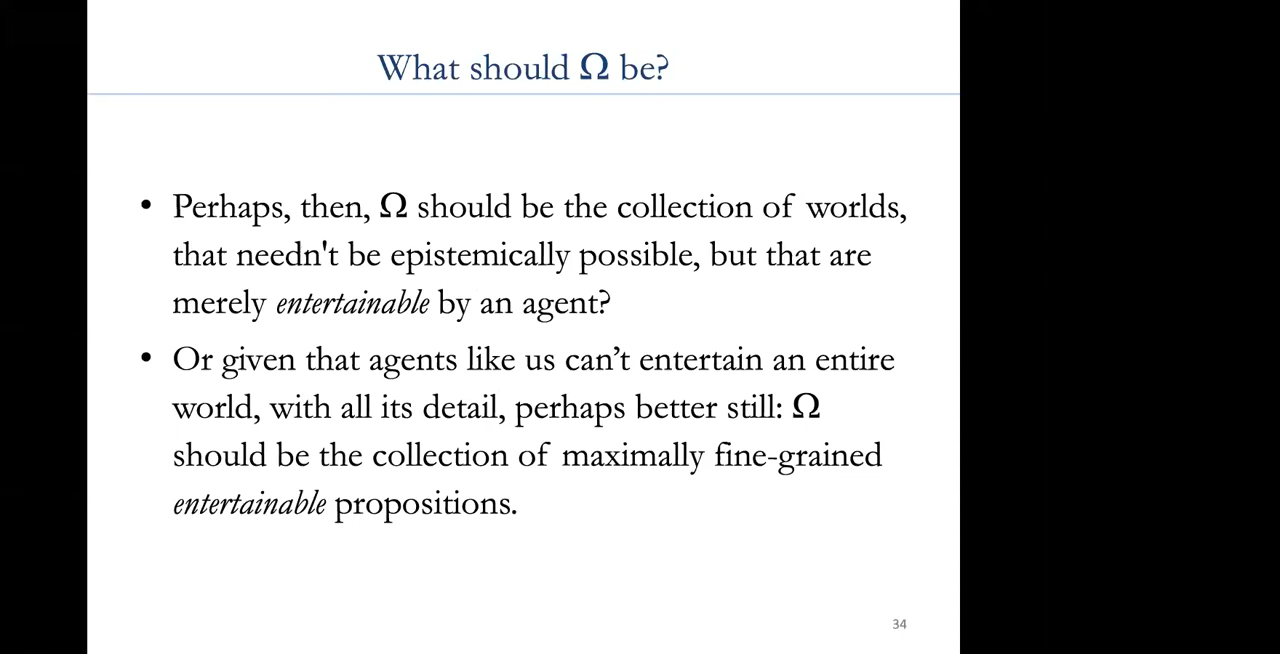 What should Ω be?
• Perhaps, then, Ω should be the collection of worlds,
that needn't be epistemically possible, but that are
merely entertainable by an agent?
• Or given that agents like us can’t entertain an entire
world, with all its detail, perhaps better still: Ω
should be the collection of maximally fine-grained
entertainable propositions.
34